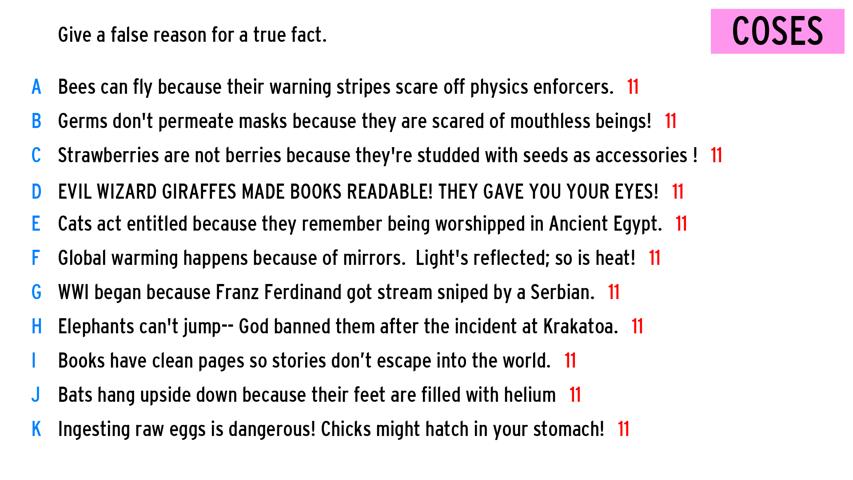 Give a false reason for a true fact.
COSES
A Bees can fly because their warning stripes scare off physics enforcers. 11
B Germs don't permeate masks because they are scared of mouthless beings! 11
C Strawberries are not berries because they're studded with seeds as accessories ! 11
D EVIL WIZARD GIRAFFES MADE BOOKS READABLE! THEY GAVE YOU YOUR EYES! 11
E Cats act entitled because they remember being worshipped in Ancient Egypt. 11
F Global warming happens because of mirrors. Light's reflected; so is heat! 11
G WWI began because Franz Ferdinand got stream sniped by a Serbian. 11
H Elephants can't jump-- God banned them after the incident at Krakatoa. 11
I Books have clean pages so stories don’t escape into the world. 11
J Bats hang upside down because their feet are filled with helium 11
K Ingesting raw eggs is dangerous! Chicks might hatch in your stomach! 11